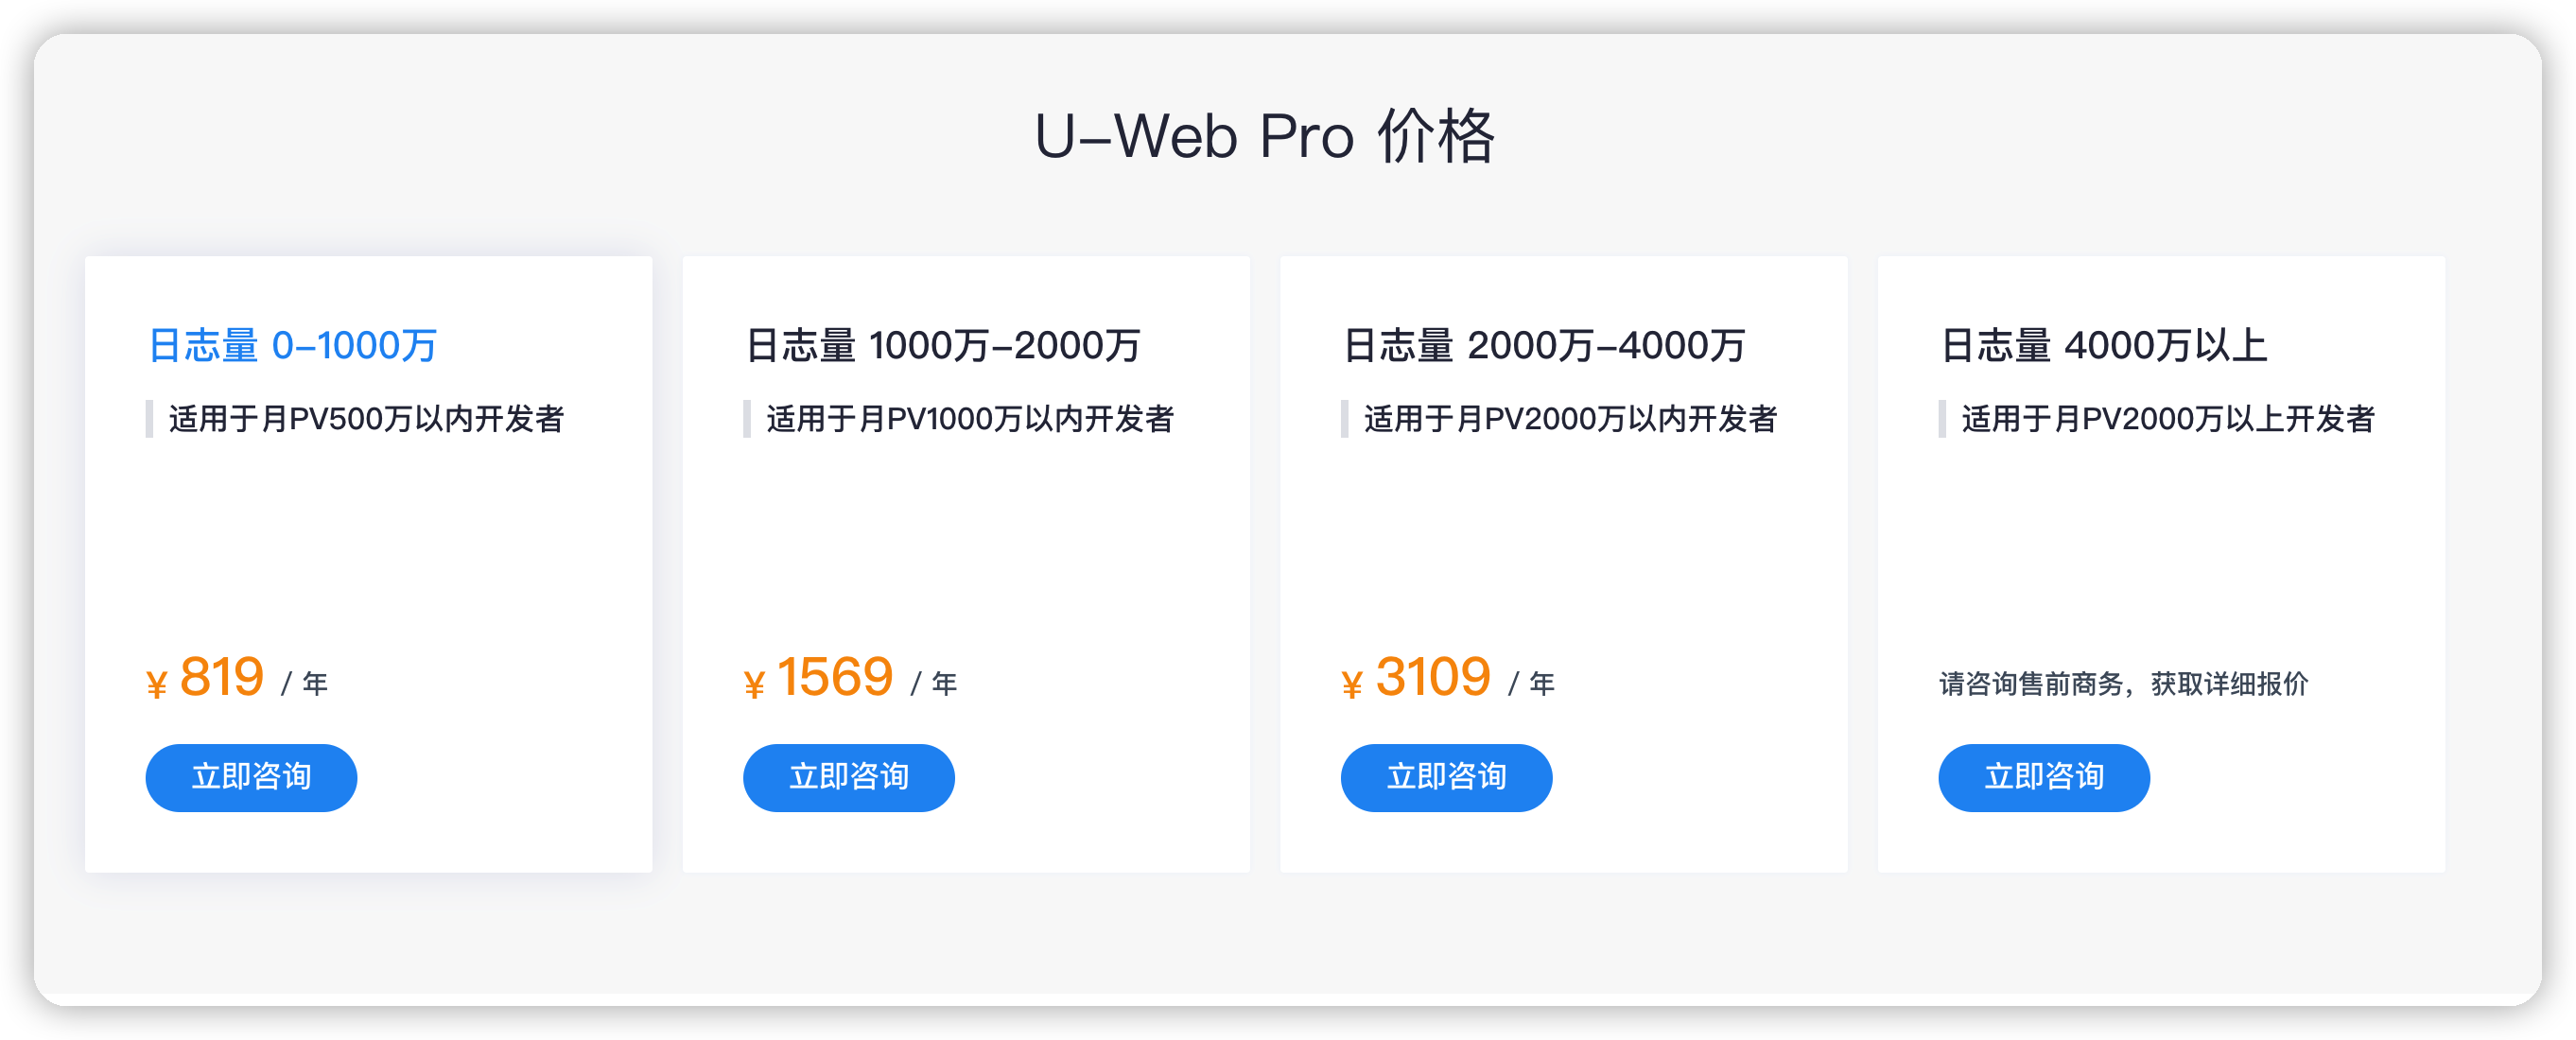 U-Web Pro 价格
日志量 0-1000万
适用于月PV500万以内开发者
¥ 819 / 年
立即咨询
日志量 1000万-2000万
适用于月PV1000万以内开发者
¥ 1569 / 年
立即咨询
日志量 2000万-4000万
适用于月PV2000万以内开发者
¥ 3109 / 年
立即咨询
日志量 4000万以上
适用于月PV2000万以上开发者
请咨询售前商务，获取详细报价
立即咨询